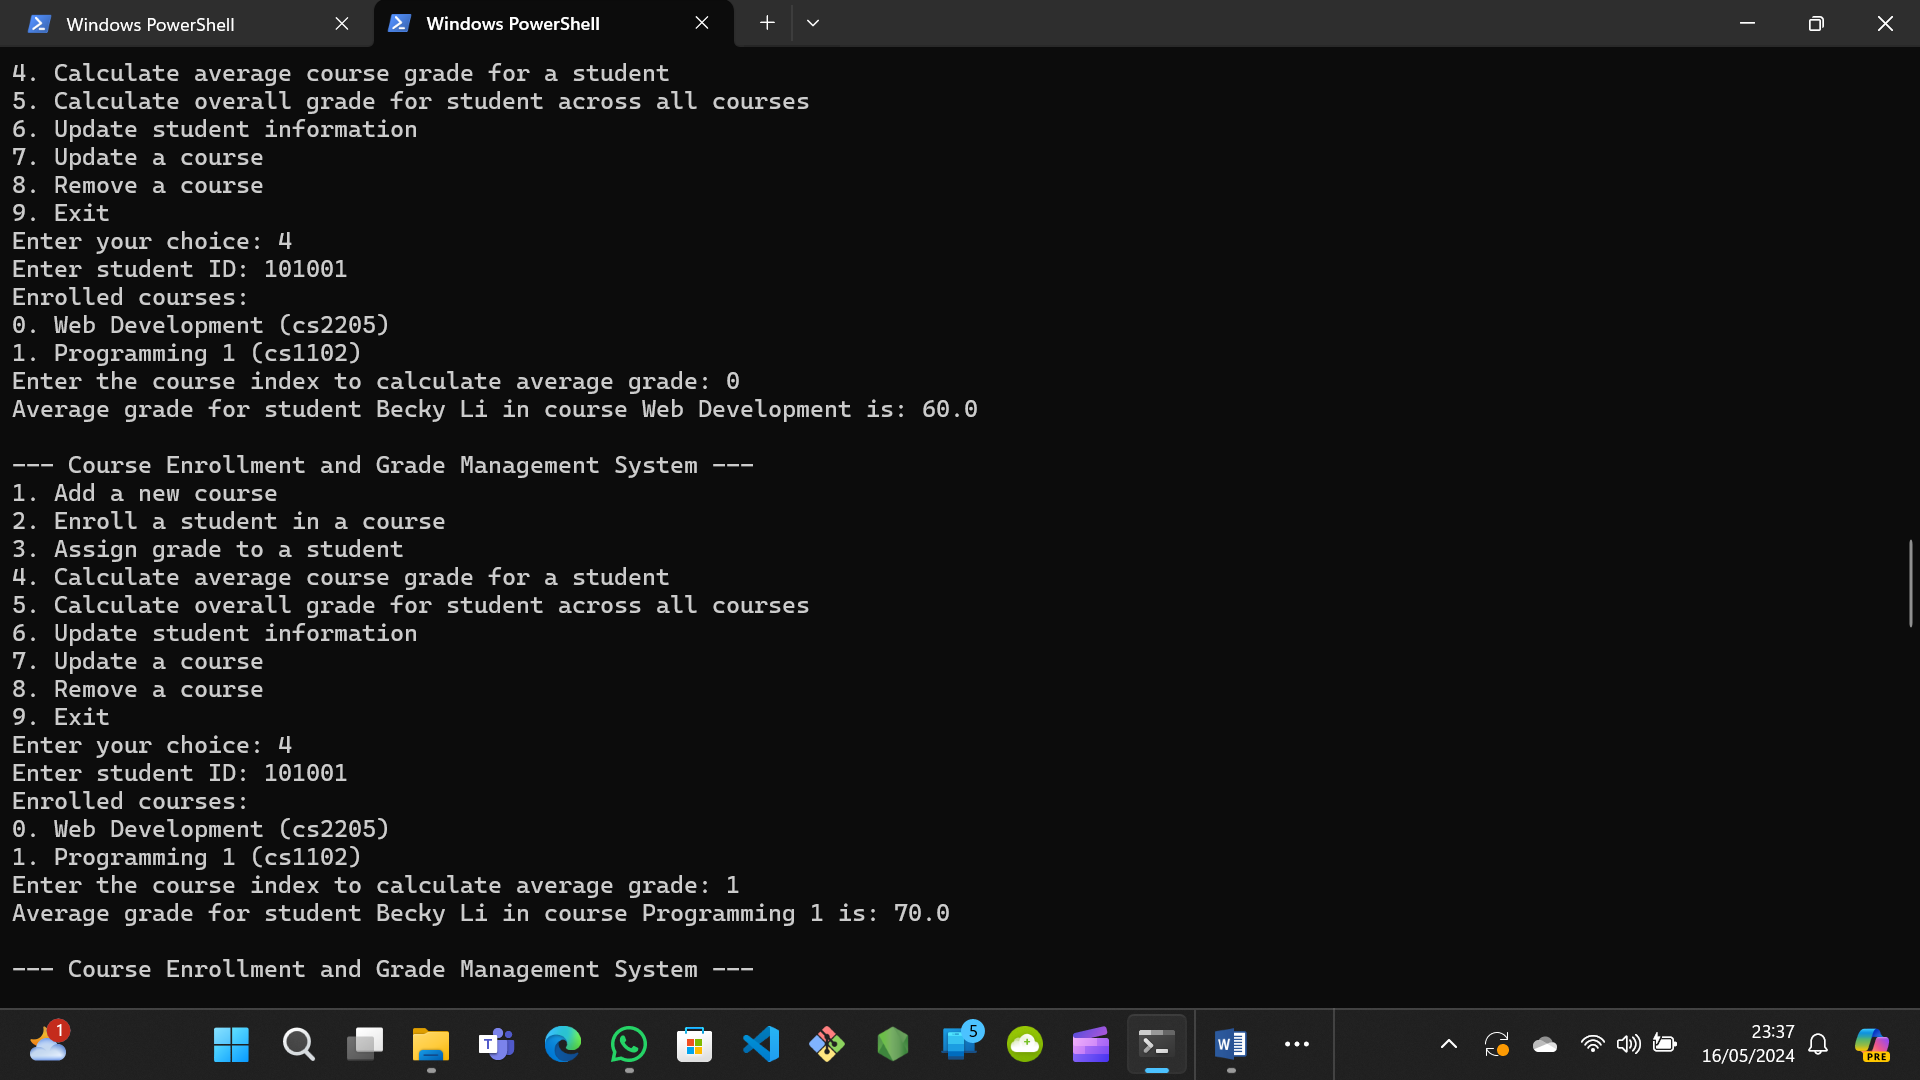 Windows PowerShell
Windows PowerShell
4. Calculate average course grade for a student
5. Calculate overall grade for student across all courses
6. Update student information
7. Update a course
8. Remove a course
9. Exit
Enter your choice: 4
Enter student ID: 101001
Enrolled courses:
0. Web Development (cs2205)
1. Programming 1 (cs1102)
Enter the course index to calculate average grade: 0
Average grade for student Becky Li in course Web Development is: 60.0
--- Course Enrollment and Grade Management System ---
1. Add a new course
2. Enroll a student in a course
3. Assign grade to a student
4. Calculate average course grade for a student
5. Calculate overall grade for student across all courses
6. Update student information
7. Update a course
8. Remove a course
9. Exit
Enter your choice: 4
Enter student ID: 101001
Enrolled courses:
0. Web Development (cs2205)
1. Programming 1 (cs1102)
Enter the course index to calculate average grade: 1
Average grade for student Becky Li in course Programming 1 is: 70.0
--- Course Enrollment and Grade Management System ---
1
T
5
W
23:37
16/05/2024
PRE